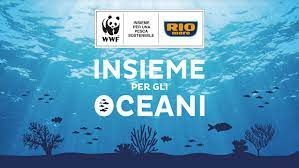 WWF
INSIEME
PER UNA
PESCA
SOSTENIBILE
RIO
mare
INSIEME
PER GLI
OCEANI